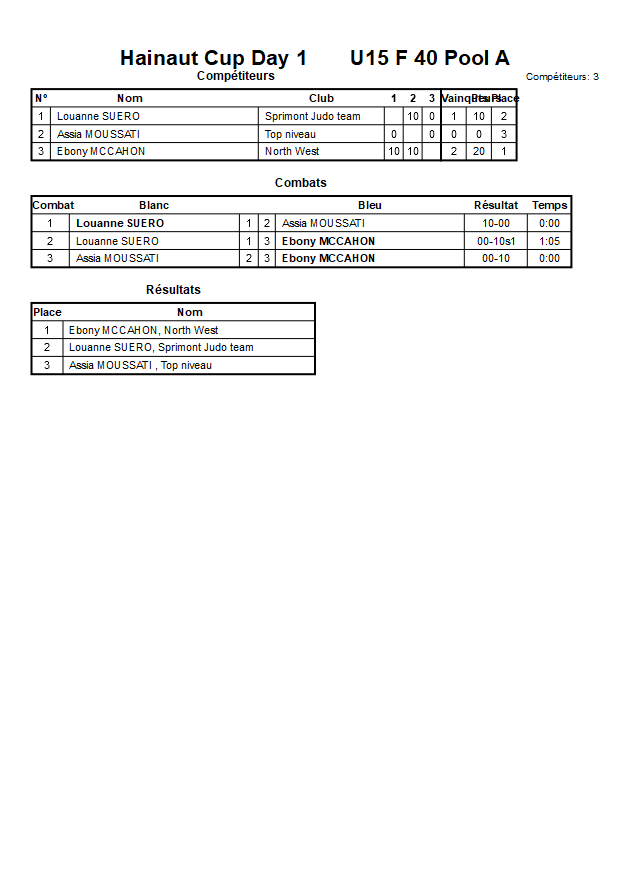 Hainaut Cup Day 1 U15 F 40 Pool A
Compétiteurs Compétiteurs: 3
N° Nom Club 1 2 3 Vainqueurs Pts Place
1 Louanne SUERO Sprimont Judo team 10 0 1 10 2
2 Assia MOUSSATI Top niveau 0 0 0 0 3
3 Ebony MCCAHON North West 10 10 2 20 1
Combats
Combat Blanc Bleu Résultat Temps
1 Louanne SUERO 1 2 Assia MOUSSATI 10-00 0:00
2 Louanne SUERO 1 3 Ebony MCCAHON 00-10s1 1:05
3 Assia MOUSSATI 2 3 Ebony MCCAHON 00-10 0:00
Résultats
Place Nom
1 Ebony MCCAHON, North West
2 Louanne SUERO, Sprimont Judo team
3 Assia MOUSSATI , Top niveau